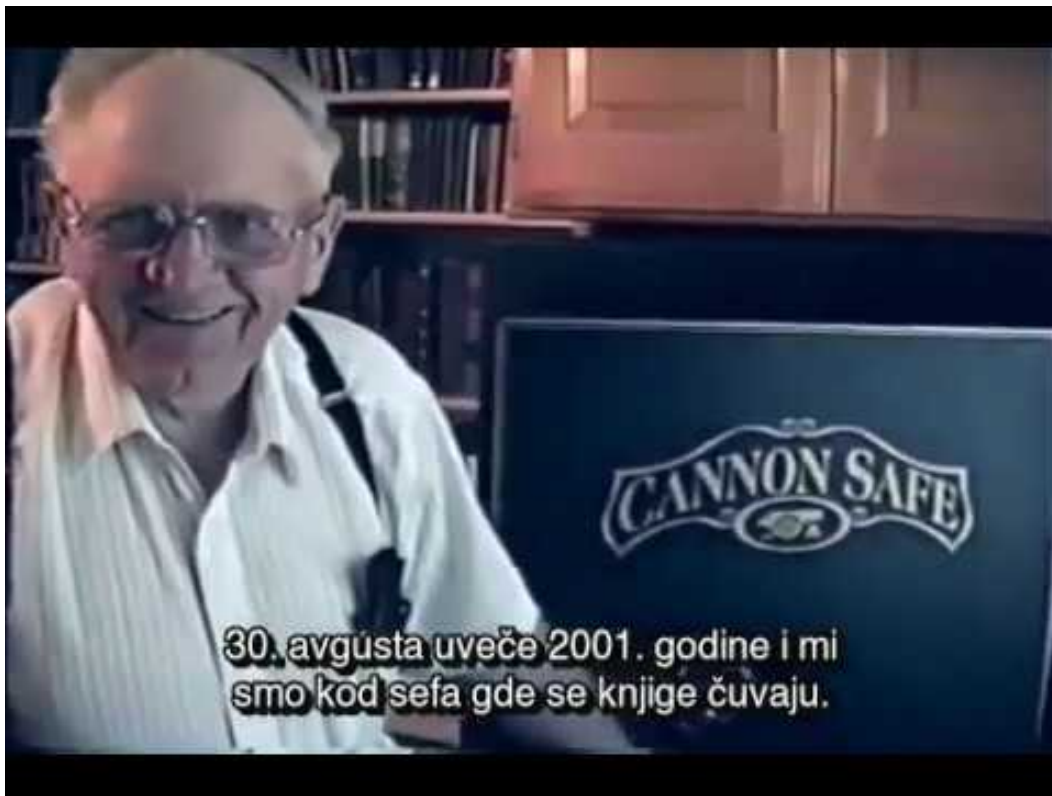 CANNON SAFE
30. avgusta uveče 2001. godine i mi
smo kod sefa gde se knjige čuvaju.